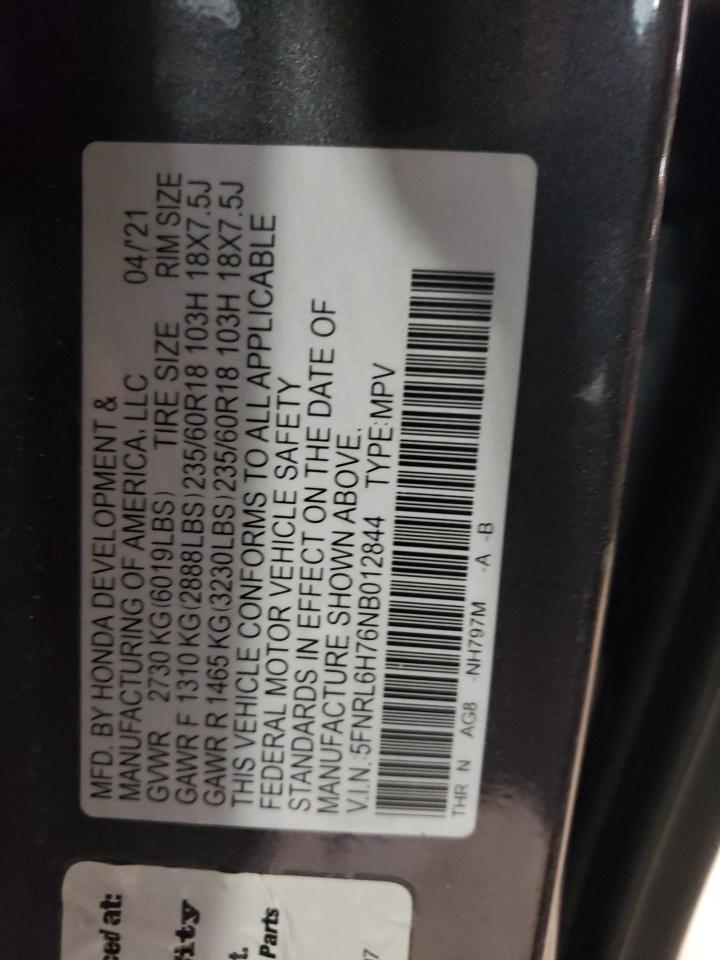 MFD. BY HONDA DEVELOPMENT &
MANUFACTURING OF AMERICA, LLC 04/'21
GVWR 2730 KG(6019LBS) TIRE SIZE RIM SIZE
GAWR F 1310 KG(2888LBS)235/60R18 103H 18X7.5J
GAWR R 1465 KG(3230LBS)235/60R18 103H 18X7.5J
THIS VEHICLE CONFORMS TO ALL APPLICABLE
FEDERAL MOTOR VEHICLE SAFETY
STANDARDS IN EFFECT ON THE DATE OF
MANUFACTURE SHOWN ABOVE.
V.I.N.:5FNRL6H76NB012844 TYPE:MPV
THR N AG8 -NH797M -A -B
ced at:
ity
t.
Parts